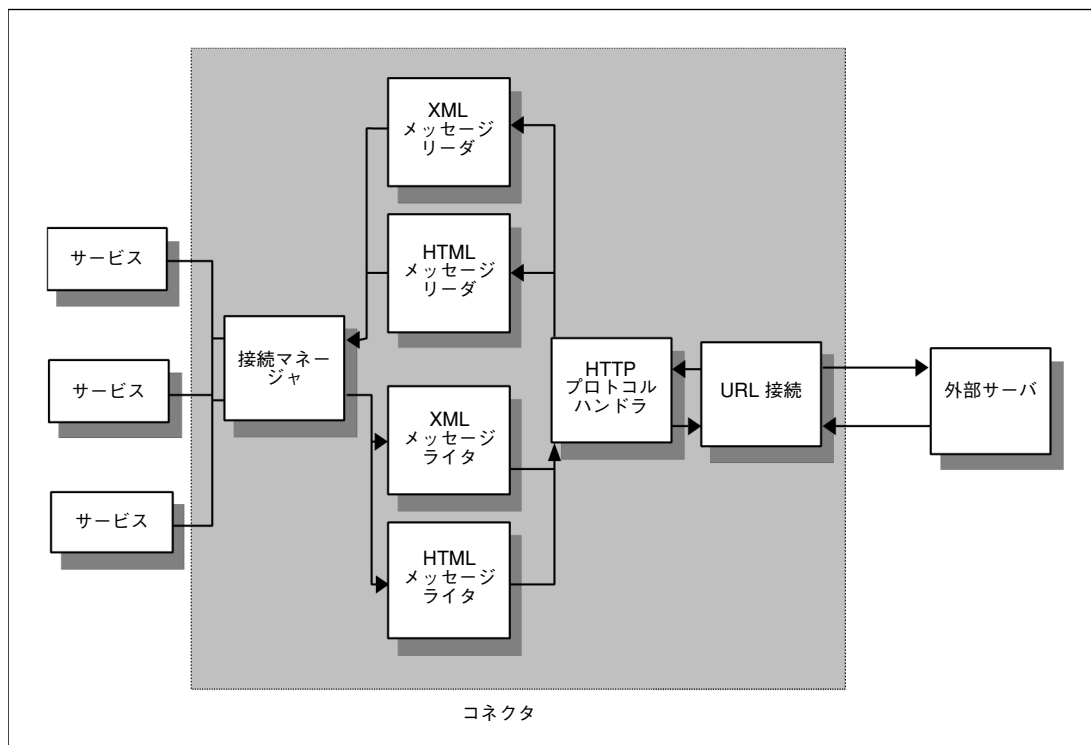 XML
メッセージ
リーダ
HTML
メッセージ
リーダ
サービス
サービス
サービス
接続マネー
ジャ
XML
メッセージ
ライタ
HTML
メッセージ
ライタ
HTTP
プロトコル
ハンドラ
URL 接続
外部サーバ
コネクタ